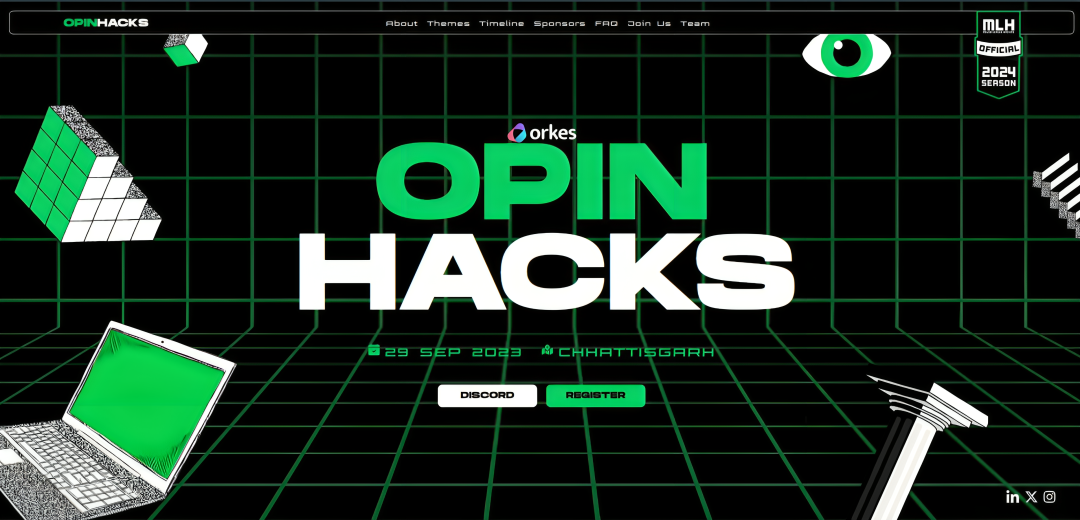 OPINHACKS
About Themes Timeline Sponsors FAQ Join Us Team
MLH
OFFICIAL
2024
SEASON
orkes
OPIN
HACKS
29 SEP 2023 CHHATTISGARH
DISCORD REGISTER
in X